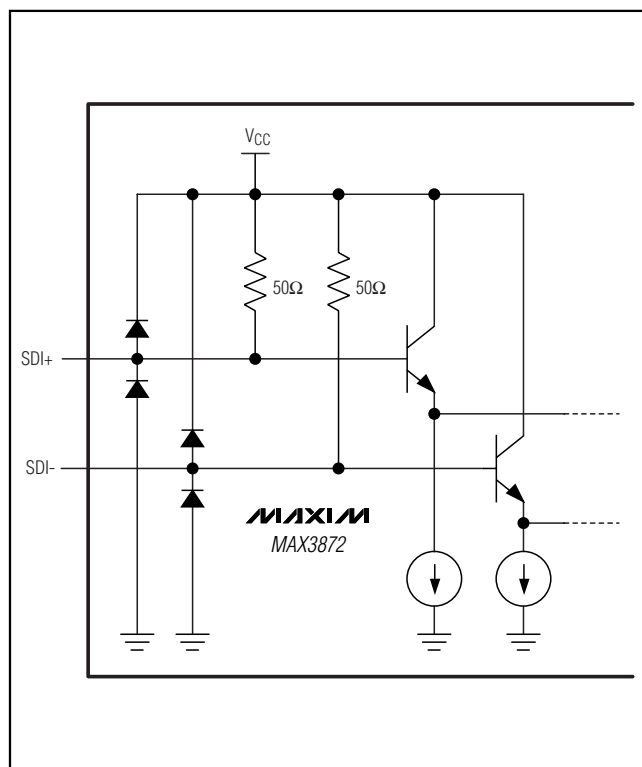 VCC
50Ω
50Ω
SDI+
SDI-
MAXIM
MAX3872